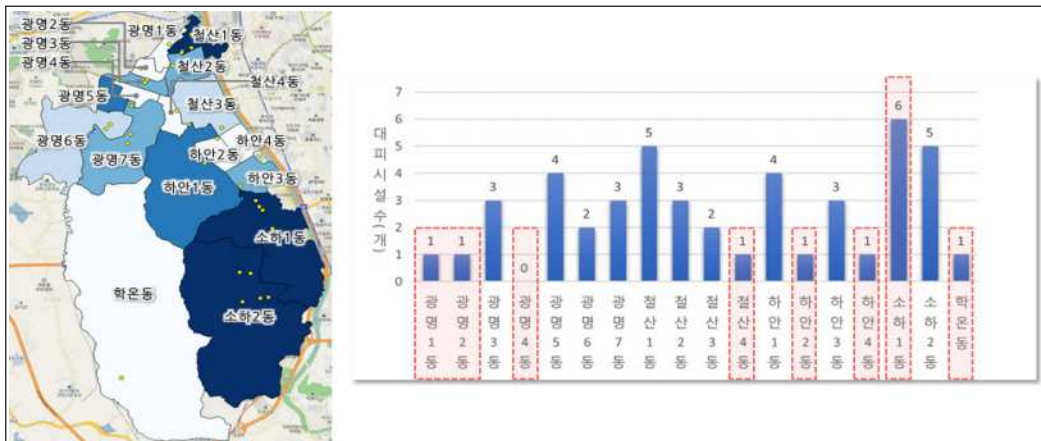 광명2동
광명1동
철산1동
광명3동
광명4동
철산2동
철산4동
광명5동
철산3동
광명6동
하안4동
광명7동
하안2동
하안3동
하안1동
소하1동
학온동
소하2동
대피시설수(개)
7
6
5
4
3
2
1
0
1
1
3
0
4
2
3
5
3
2
1
4
1
3
1
6
5
1
광명1동
광명2동
광명3동
광명4동
광명5동
광명6동
광명7동
철산1동
철산2동
철산3동
철산4동
하안1동
하안2동
하안3동
하안4동
소하1동
소하2동
학온동